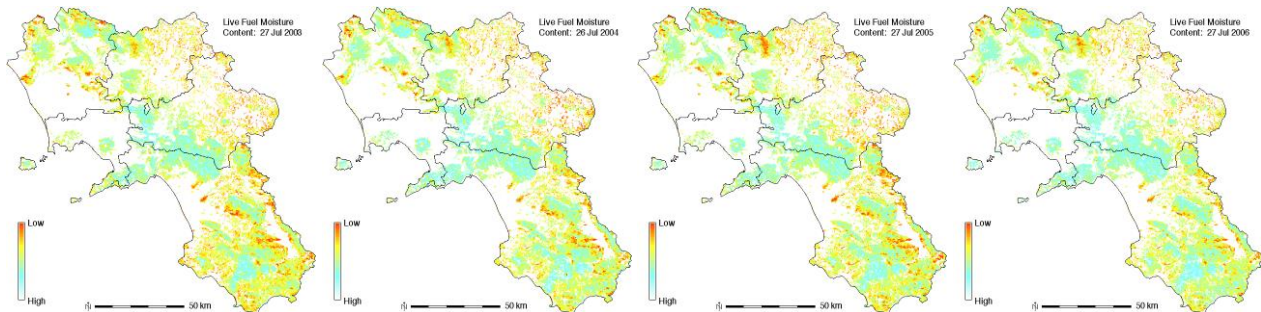 Live Fuel Moisture
Content: 27 Jul 2003
Low
High
50 km
Live Fuel Moisture
Content: 26 Jul 2004
Low
High
50 km
Live Fuel Moisture
Content: 27 Jul 2005
Low
High
50 km
Live Fuel Moisture
Content: 27 Jul 2006
Low
High
50 km